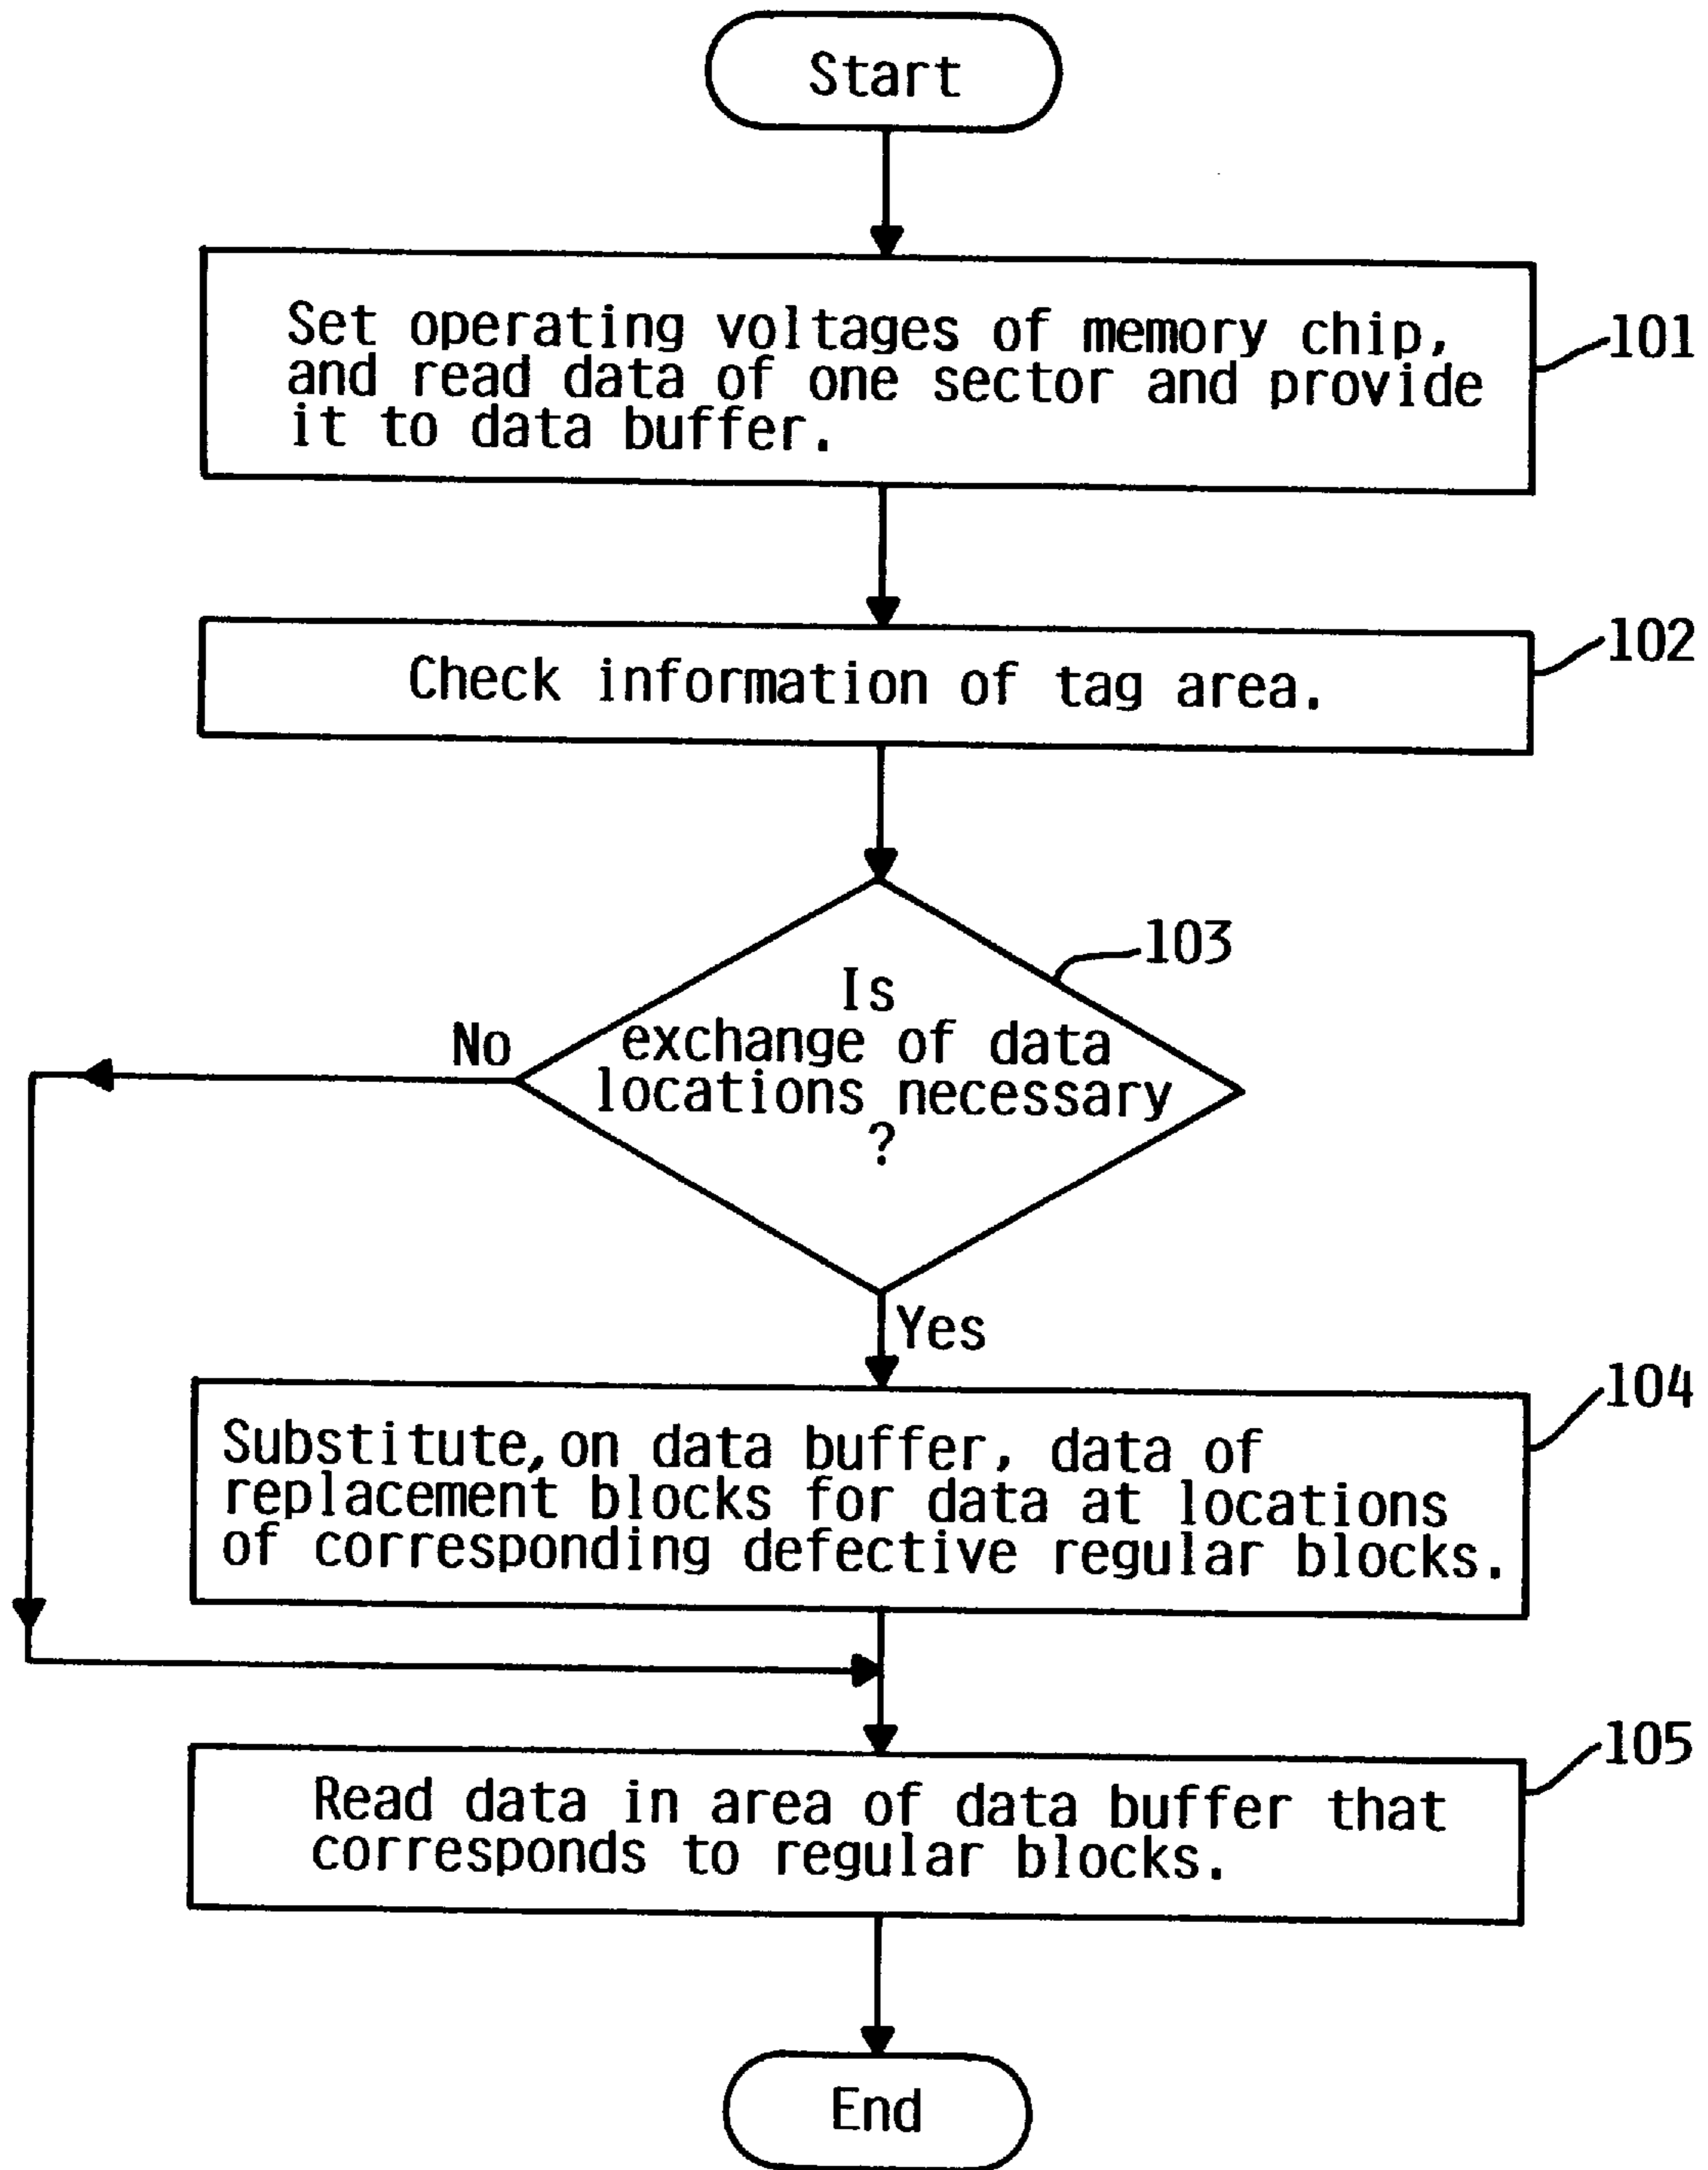 Start
Set operating voltages of memory chip,
and read data of one sector and provide
it to data buffer.
101
Check information of tag area.
102
103
Is
exchange of data
locations necessary
?
No
Yes
104
Substitute, on data buffer, data of
replacement blocks for data at locations
of corresponding defective regular blocks.
105
Read data in area of data buffer that
corresponds to regular blocks.
End